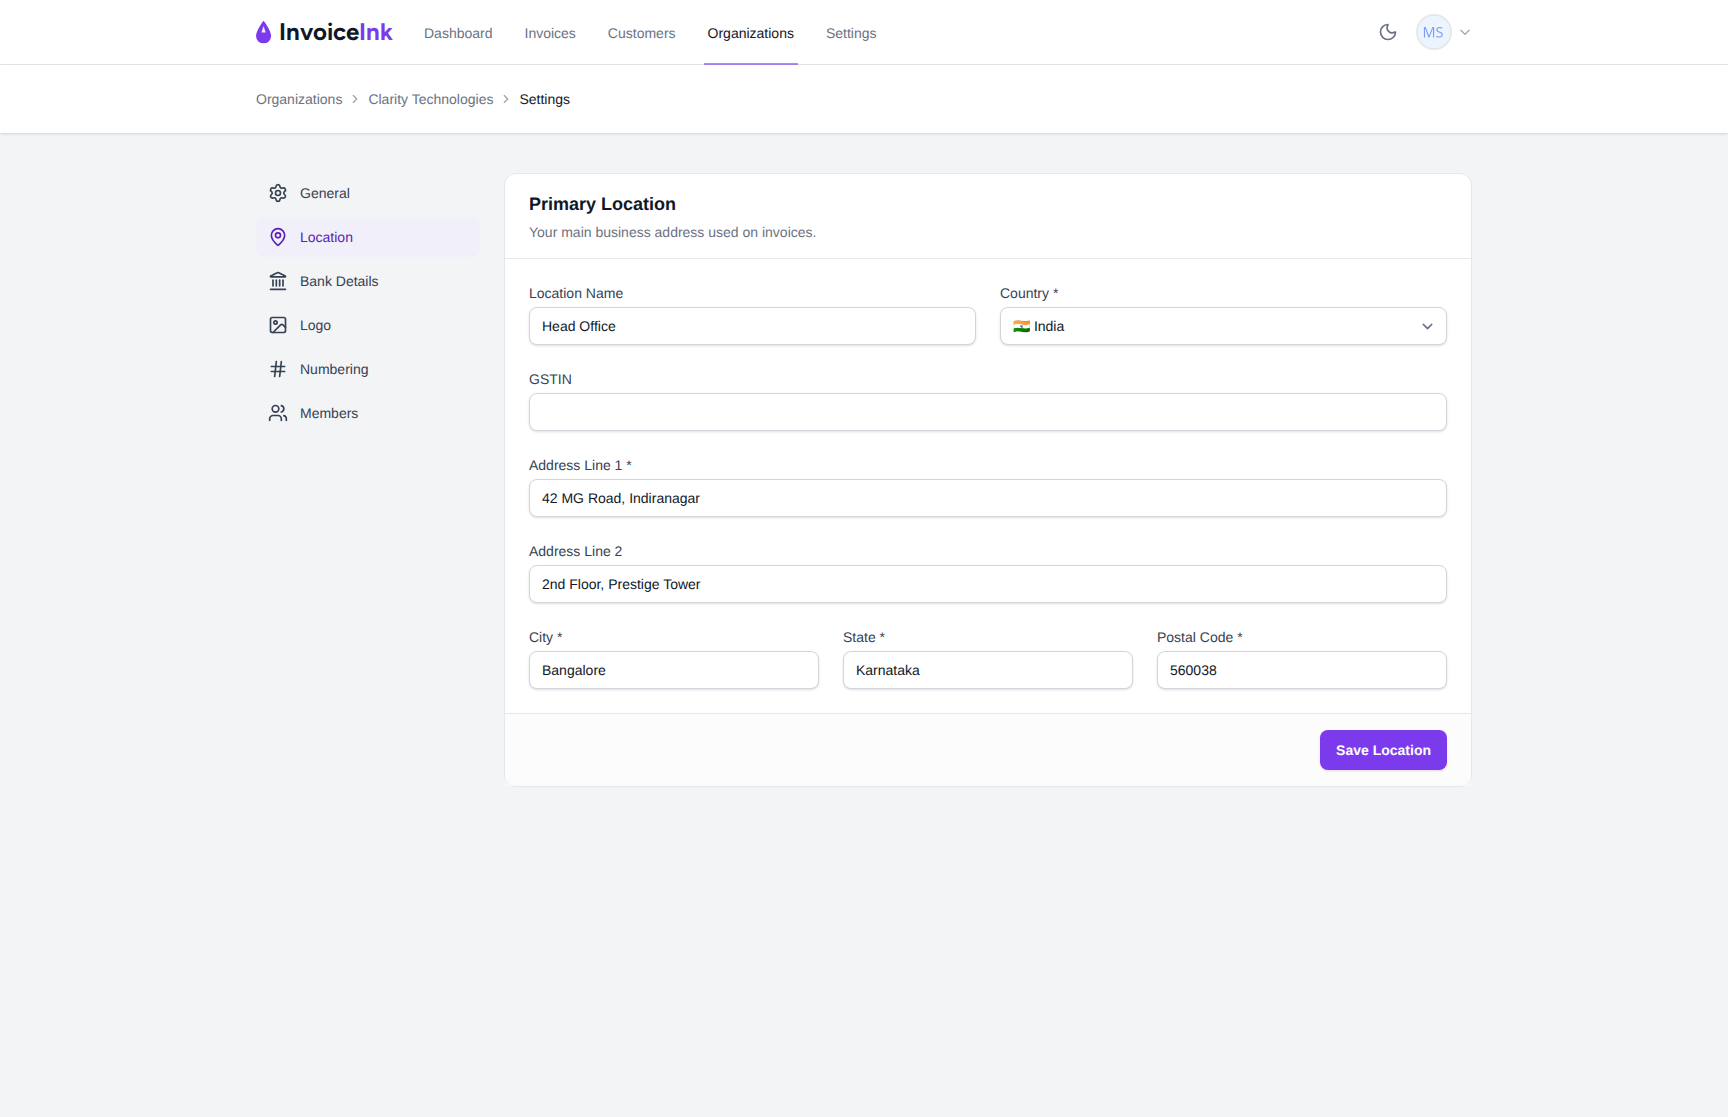 InvoiceInk Dashboard Invoices Customers Organizations Settings MS
Organizations Clarity Technologies Settings
General
Location
Bank Details
Logo
Numbering
Members
Primary Location
Your main business address used on invoices.
Location Name Country *
Head Office 🇮🇳 India
GSTIN
Address Line 1 *
42 MG Road, Indiranagar
Address Line 2
2nd Floor, Prestige Tower
City * State * Postal Code *
Bangalore Karnataka 560038
Save Location